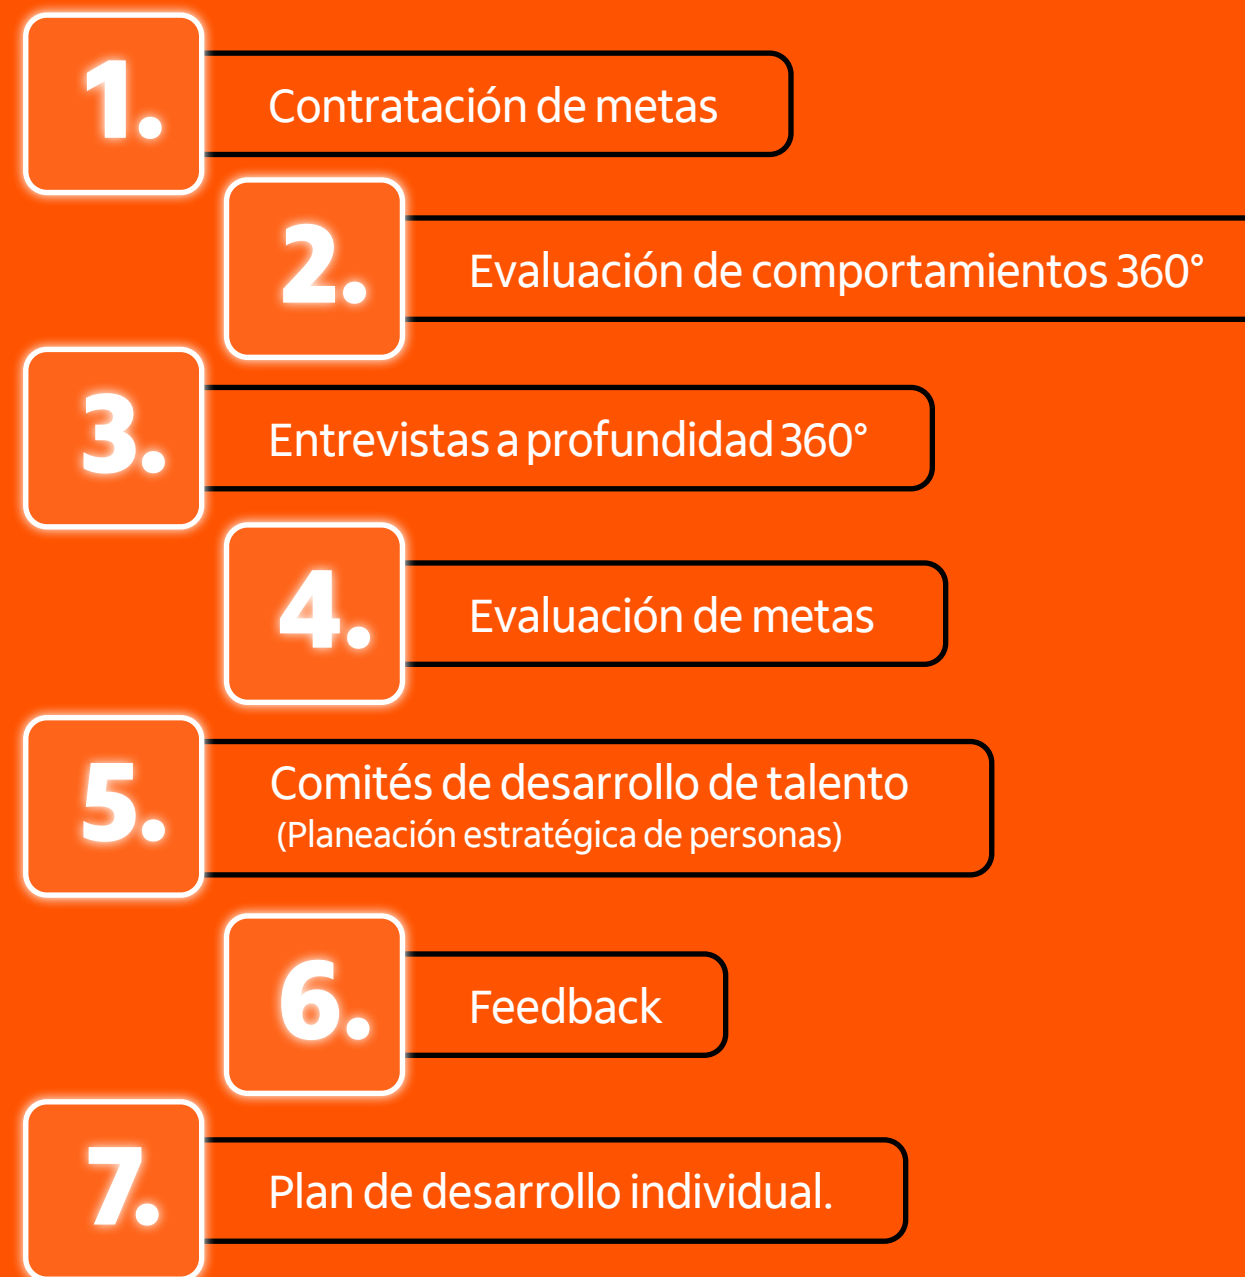 1. Contratación de metas
2. Evaluación de comportamientos 360°
3. Entrevistas a profundidad 360°
4. Evaluación de metas
5. Comités de desarrollo de talento
(Planeación estratégica de personas)
6. Feedback
7. Plan de desarrollo individual.